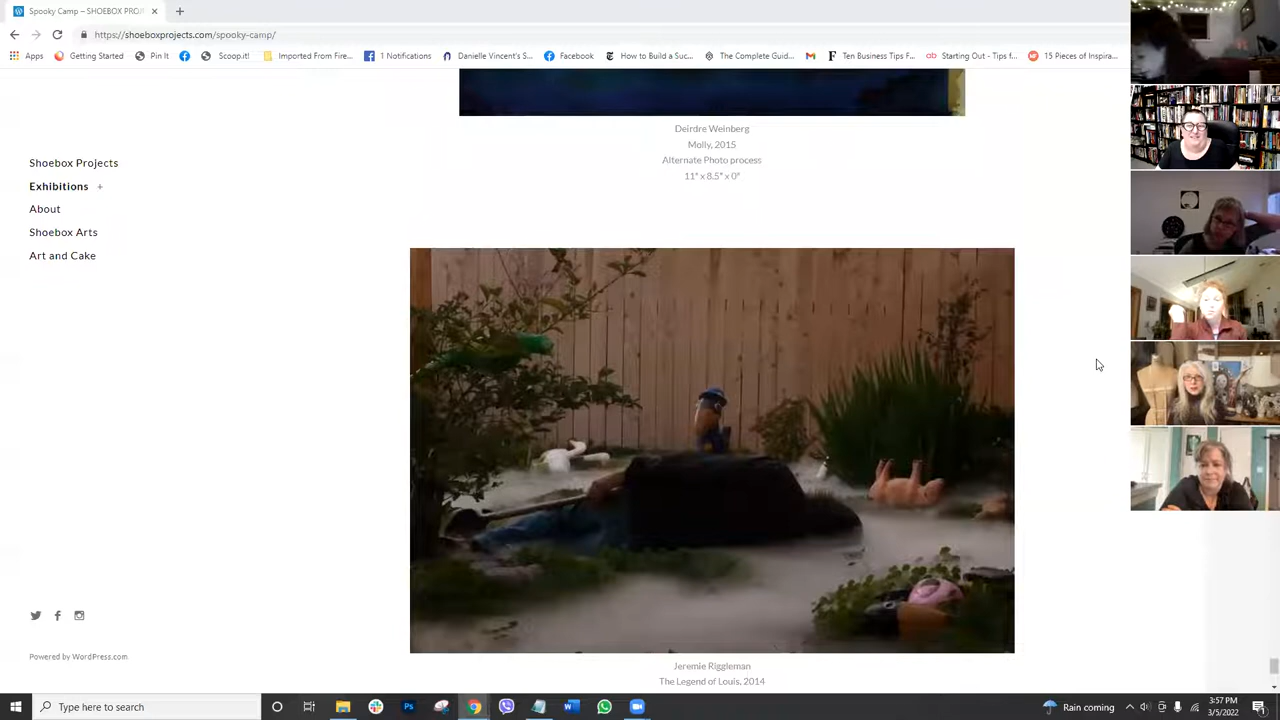 Spooky Camp – SHOEBOX PROJ
https://shoeboxprojects.com/spooky-camp/
Apps
Getting Started
Pin It
Scoop.it!
Imported From Fire...
1 Notifications
Danielle Vincent's S...
Facebook
How to Build a Suc...
The Complete Guid...
Ten Business Tips F...
Starting Out - Tips f...
15 Pieces of Inspira...
Deirdre Weinberg
Molly, 2015
Alternate Photo process
11" x 8.5" x 0"
Shoebox Projects
Exhibitions +
About
Shoebox Arts
Art and Cake
Powered by WordPress.com.
Jeremie Riggleman
The Legend of Louis, 2014
Type here to search
Rain coming
3:57 PM
3/5/2022